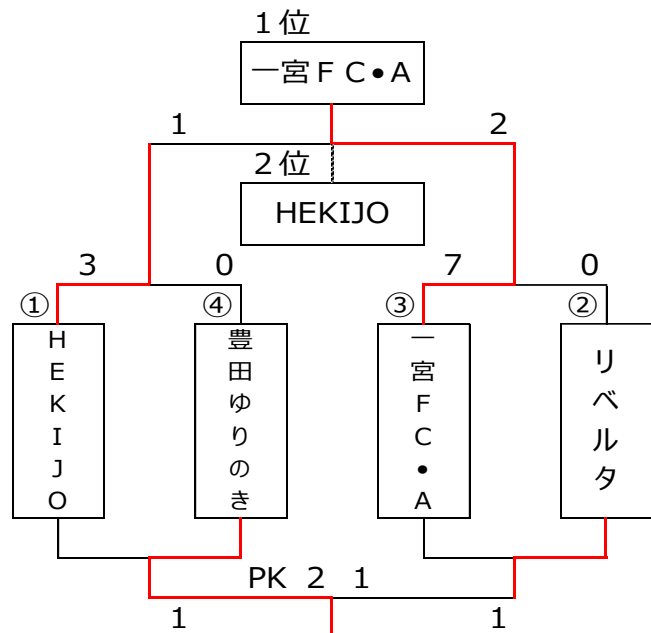 1位
一宮FC●A
1 2
2位
HEKIJO
3 0 7 0
① ④ ③ ②
HEKIJO
豊田ゆりのき
一宮FC●A
リベルタ
PK 2 1
1 1